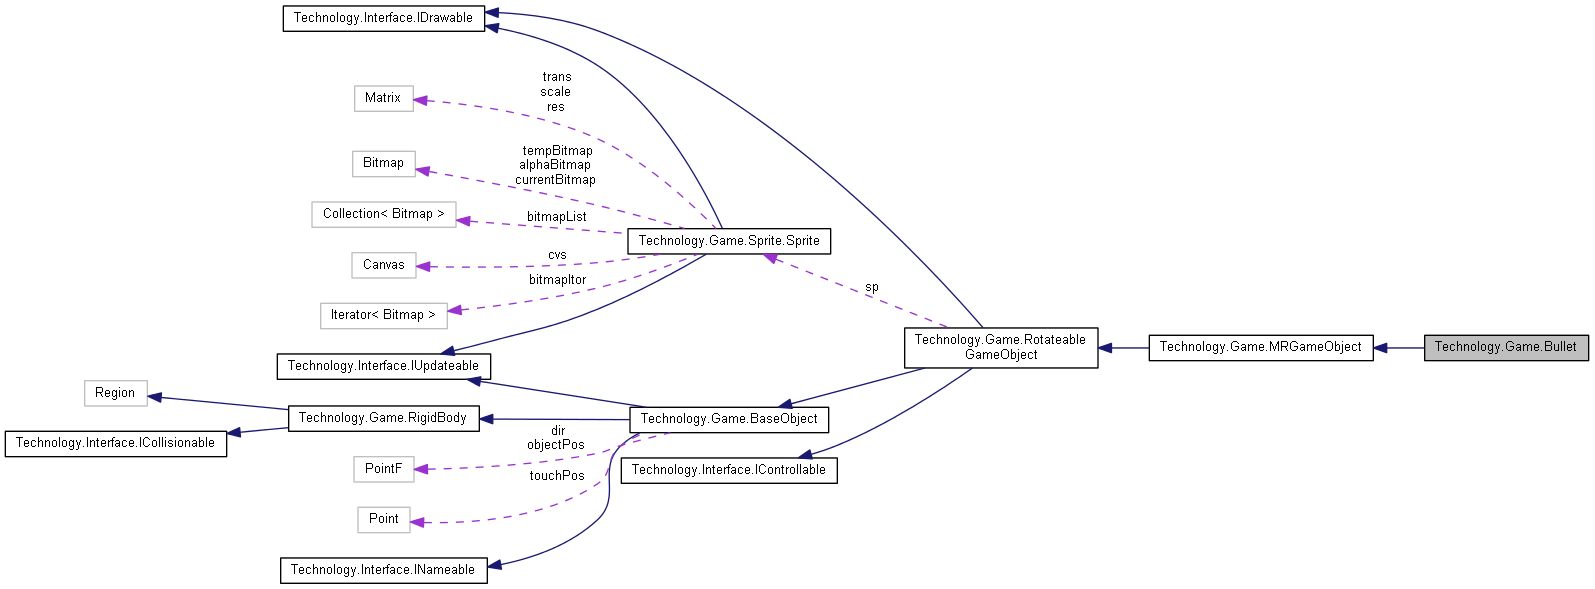 Technology.Interface.IDrawable
trans
scale
res
Matrix
tempBitmap
alphaBitmap
currentBitmap
Bitmap
Collection< Bitmap >
bitmapList
Technology.Game.Sprite.Sprite
cvs
Canvas
bitmapItor
Iterator< Bitmap >
sp
Technology.Game.Rotateable
GameObject
Technology.Game.MRGameObject
Technology.Game.Bullet
Technology.Interface.IUpdateable
Region
Technology.Game.RigidBody
Technology.Game.BaseObject
Technology.Interface.ICollisionable
dir
objectPos
PointF
Technology.Interface.IControllable
touchPos
Point
Technology.Interface.INameable